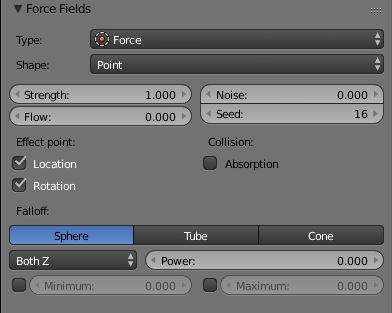 Force Fields
Type: Force
Shape: Point
Strength: 1.000 Noise: 0.000
Flow: 0.000 Seed: 16
Effect point: Collision:
Location Absorption
Rotation
Falloff:
Sphere Tube Cone
Both Z Power: 0.000
Minimum: 0.000 Maximum: 0.000